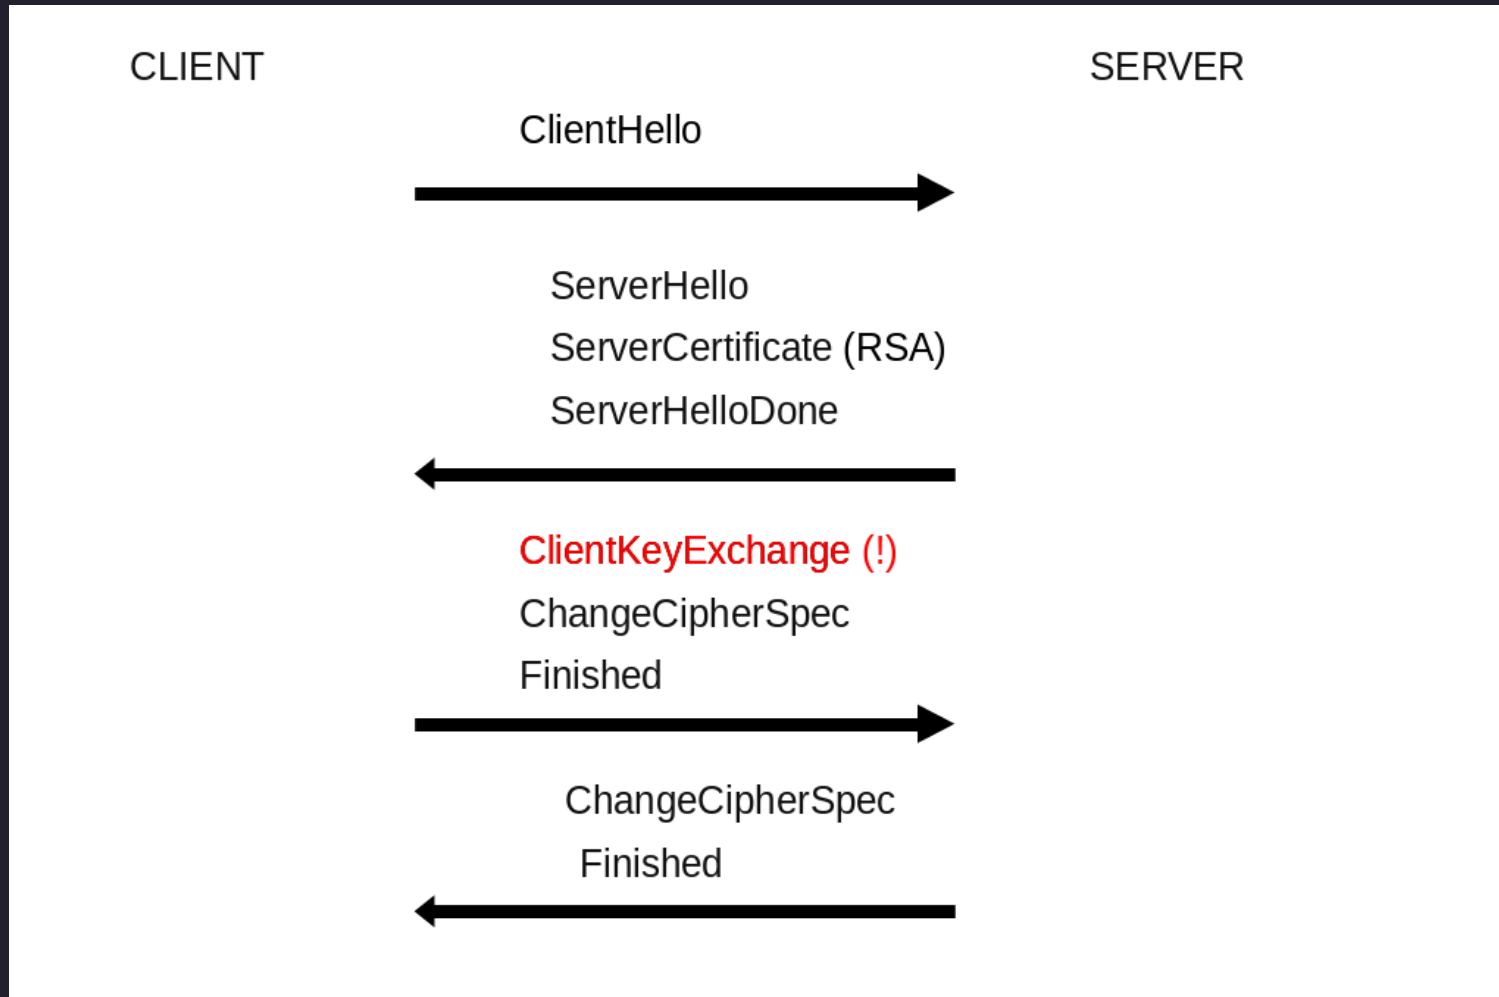 CLIENT SERVER
ClientHello
ServerHello
ServerCertificate (RSA)
ServerHelloDone
ClientKeyExchange (!)
ChangeCipherSpec
Finished
ChangeCipherSpec
Finished